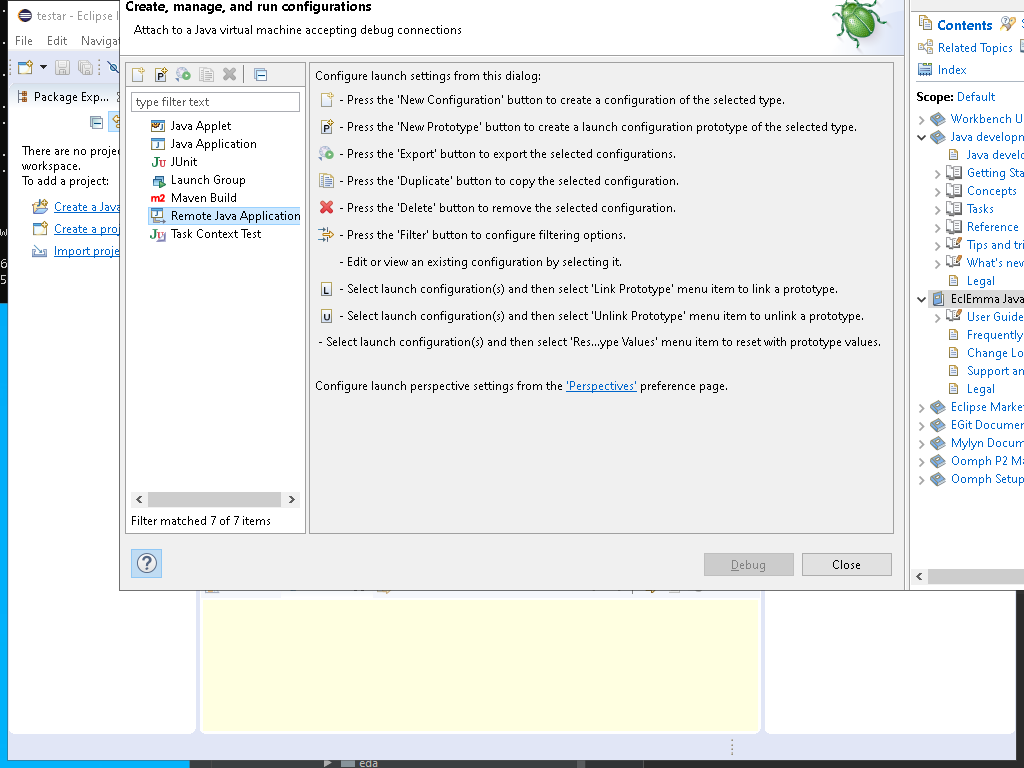 testar - Eclipse
File Edit Naviga
Package Exp...
There are no proje
workspace.
To add a project:
Create a Java
Create a proj
Import proje
Create, manage, and run configurations
Attach to a Java virtual machine accepting debug connections
type filter text
Java Applet
Java Application
JUnit
Launch Group
Maven Build
Remote Java Application
Task Context Test
Filter matched 7 of 7 items
Configure launch settings from this dialog:
- Press the 'New Configuration' button to create a configuration of the selected type.
- Press the 'New Prototype' button to create a launch configuration prototype of the selected type.
- Press the 'Export' button to export the selected configurations.
- Press the 'Duplicate' button to copy the selected configuration.
- Press the 'Delete' button to remove the selected configuration.
- Press the 'Filter' button to configure filtering options.
- Edit or view an existing configuration by selecting it.
- Select launch configuration(s) and then select 'Link Prototype' menu item to link a prototype.
- Select launch configuration(s) and then select 'Unlink Prototype' menu item to unlink a prototype.
- Select launch configuration(s) and then select 'Res...ype Values' menu item to reset with prototype values.
Configure launch perspective settings from the 'Perspectives' preference page.
Debug
Close
Contents
Related Topics
Index
Scope: Default
Workbench U
Java developm
Java develo
Getting Sta
Concepts
Tasks
Reference
Tips and tri
What's new
Legal
EclEmma Java
User Guide
Frequently
Change Lo
Support an
Legal
Eclipse Marke
EGit Documen
Mylyn Docum
Oomph P2 Ma
Oomph Setup
eda